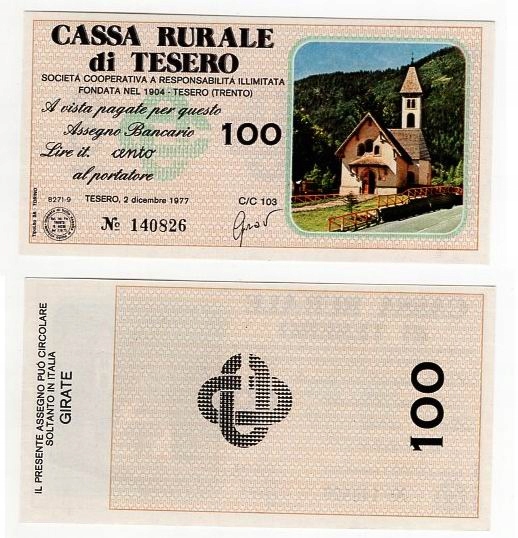 CASSA RURALE
di TESERO
SOCIETÀ COOPERATIVA A RESPONSABILITÀ ILLIMITATA
FONDATA NEL 1904 - TESERO (TRENTO)
A vista pagate per questo
Assegno Bancario
100
Lire it. cento
al portatore
8271-9
TESERO, 2 dicembre 1977
C/C 103
№ 140826
IL PRESENTE ASSEGNO PUÒ CIRCOLARE
SOLTANTO IN ITALIA
GIRATE
100